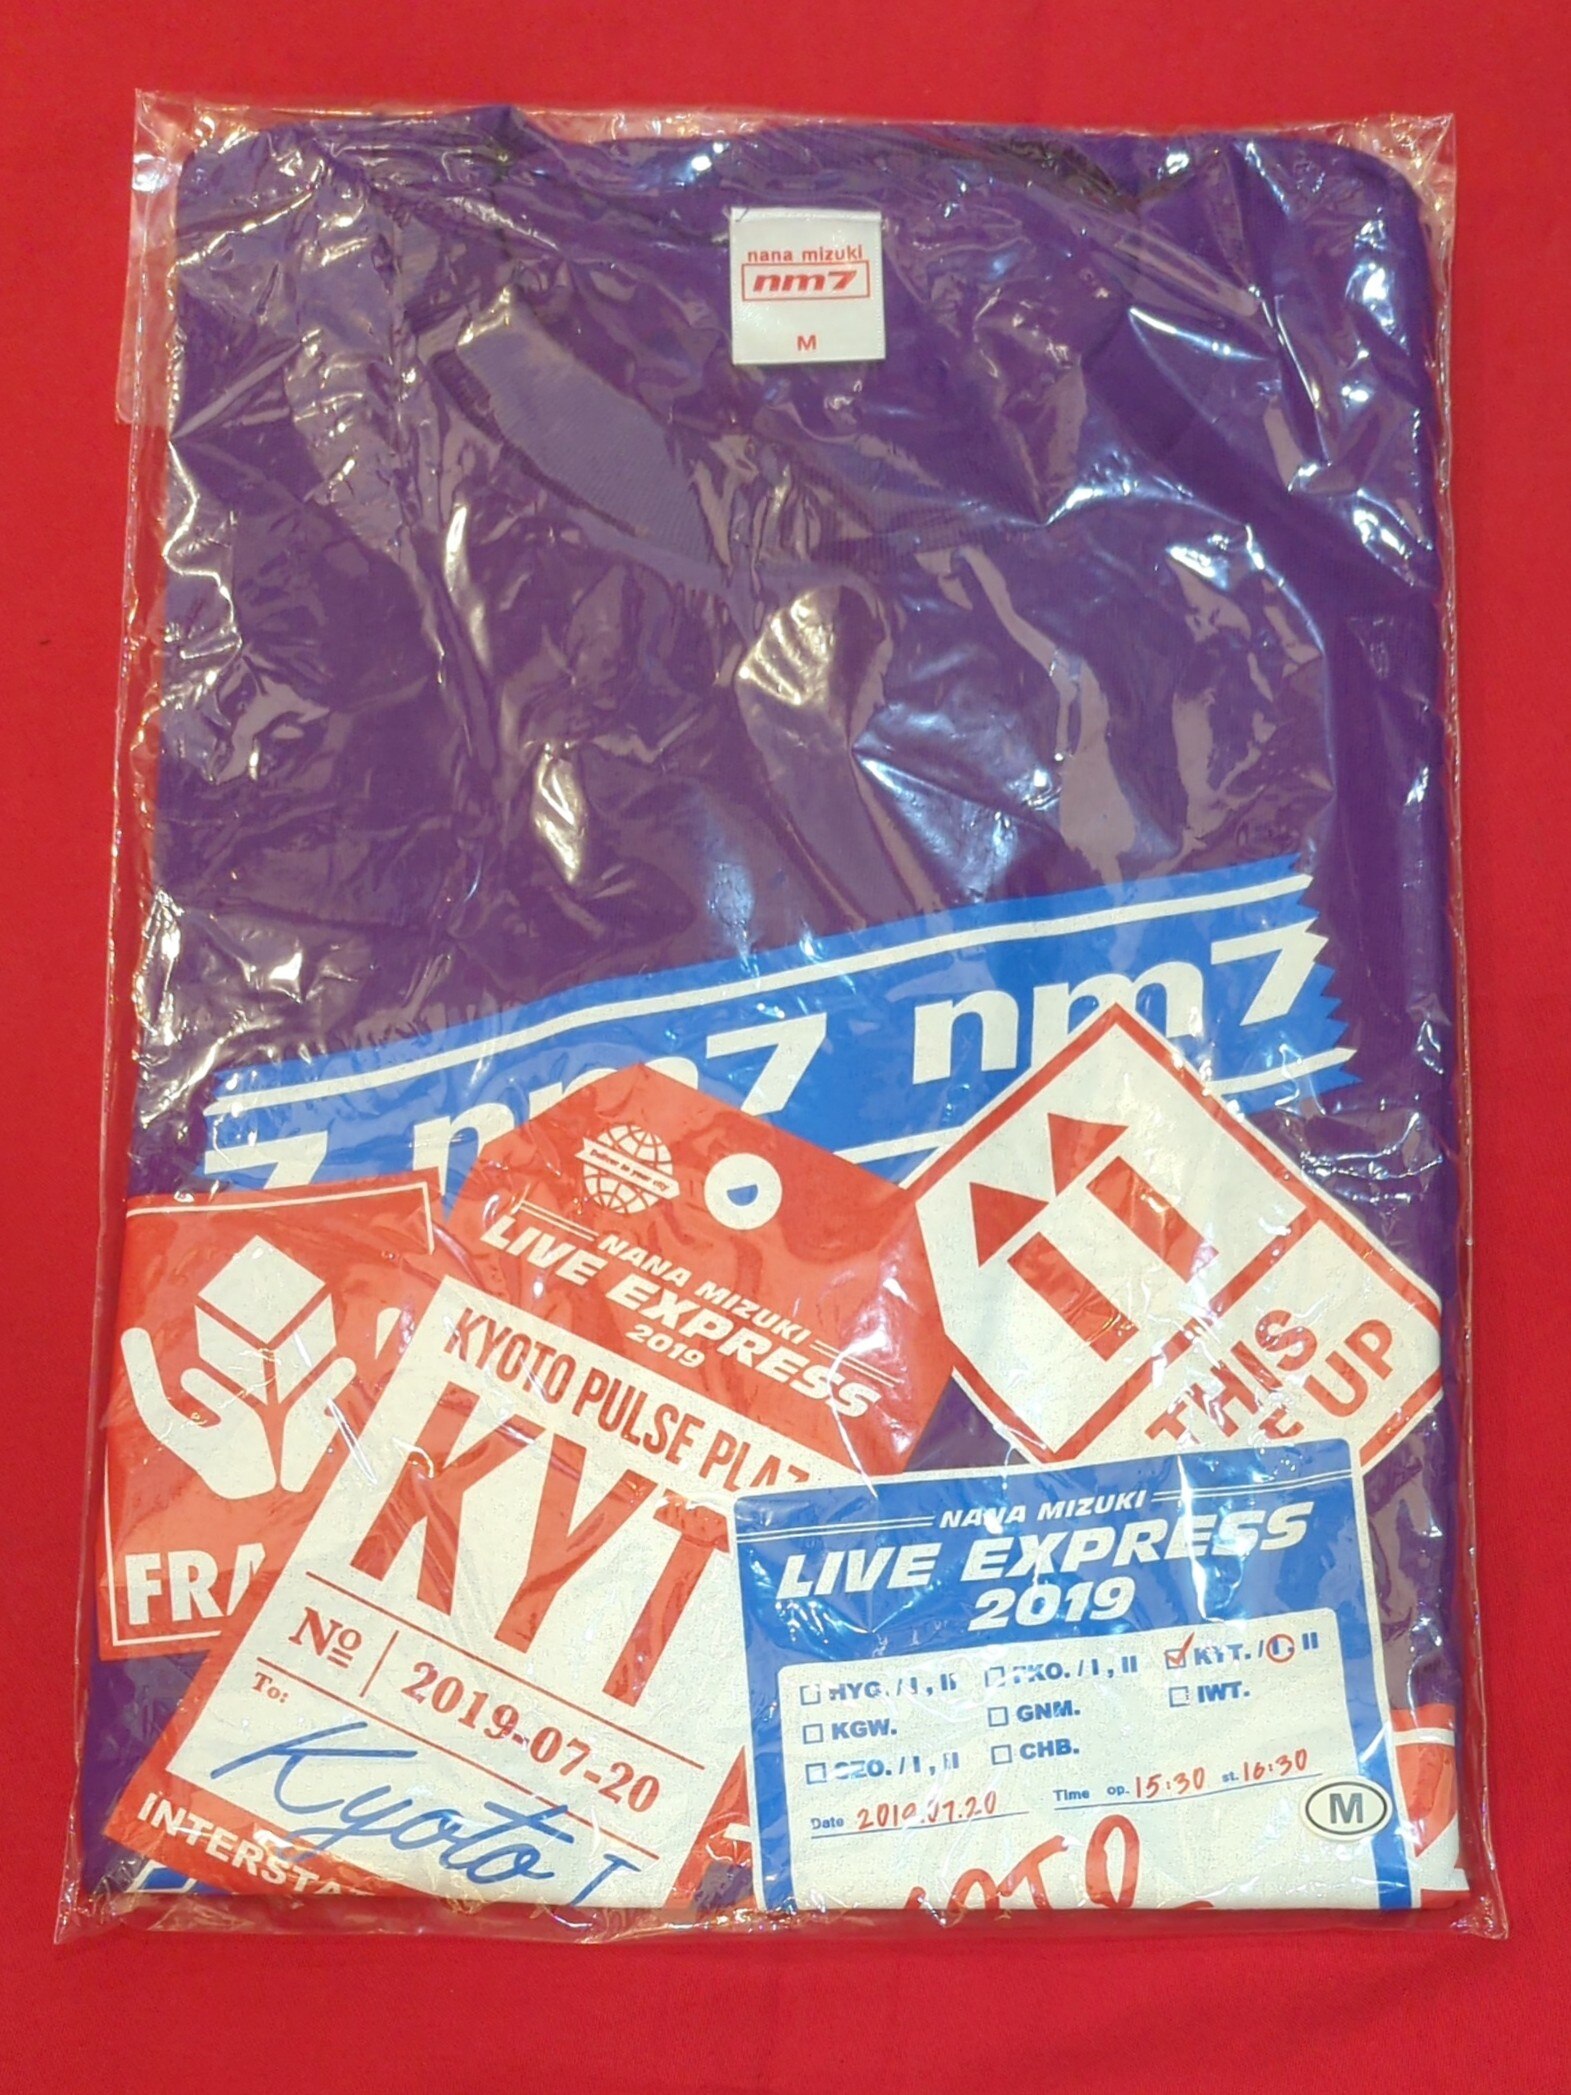 nana mizuki
nm7
M
nm7
7
nm7
NANA MIZUKI
LIVE EXPRESS
2019
THIS
UP
KYOTO PULSE PLAZ
KYT
FRA
№
2019-07-20
To:
Kyoto T
INTERSTA
NANA MIZUKI
LIVE EXPRESS
2019
HYG. / I , II
FKO. / I , II
KYT. / I , II
KGW.
GNM.
IWT.
SZO. / I , II
CHB.
Date 2019.07.20
Time op. 15:30 st. 16:30
M
OTO